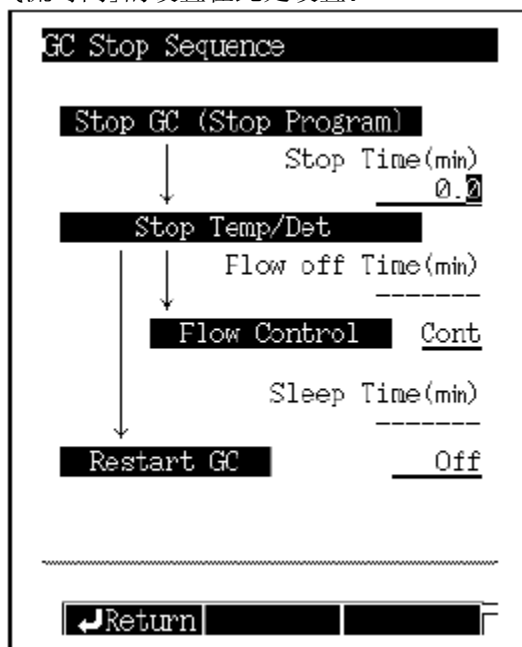 GC Stop Sequence
Stop GC (Stop Program)
Stop Time(min)
0.0
Stop Temp/Det
Flow off Time(min)
-------
Flow Control Cont
Sleep Time(min)
-------
Restart GC Off
↲Return